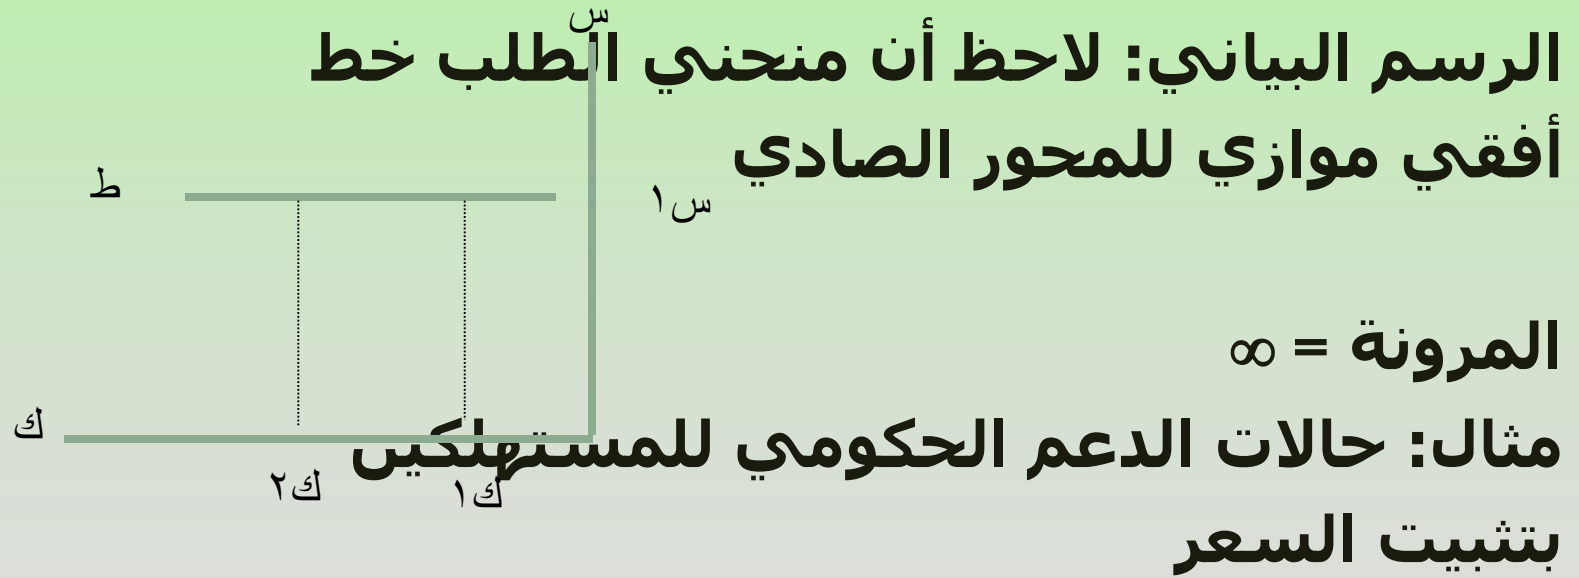 س
الرسم البياني: لاحظ أن منحني الطلب خط
أفقي موازي للمحور الصادي
س١
ط
المرونة = ∞
ك
مثال: حالات الدعم الحكومي للمستهلكين
ك١
ك٢
بتثبيت السعر